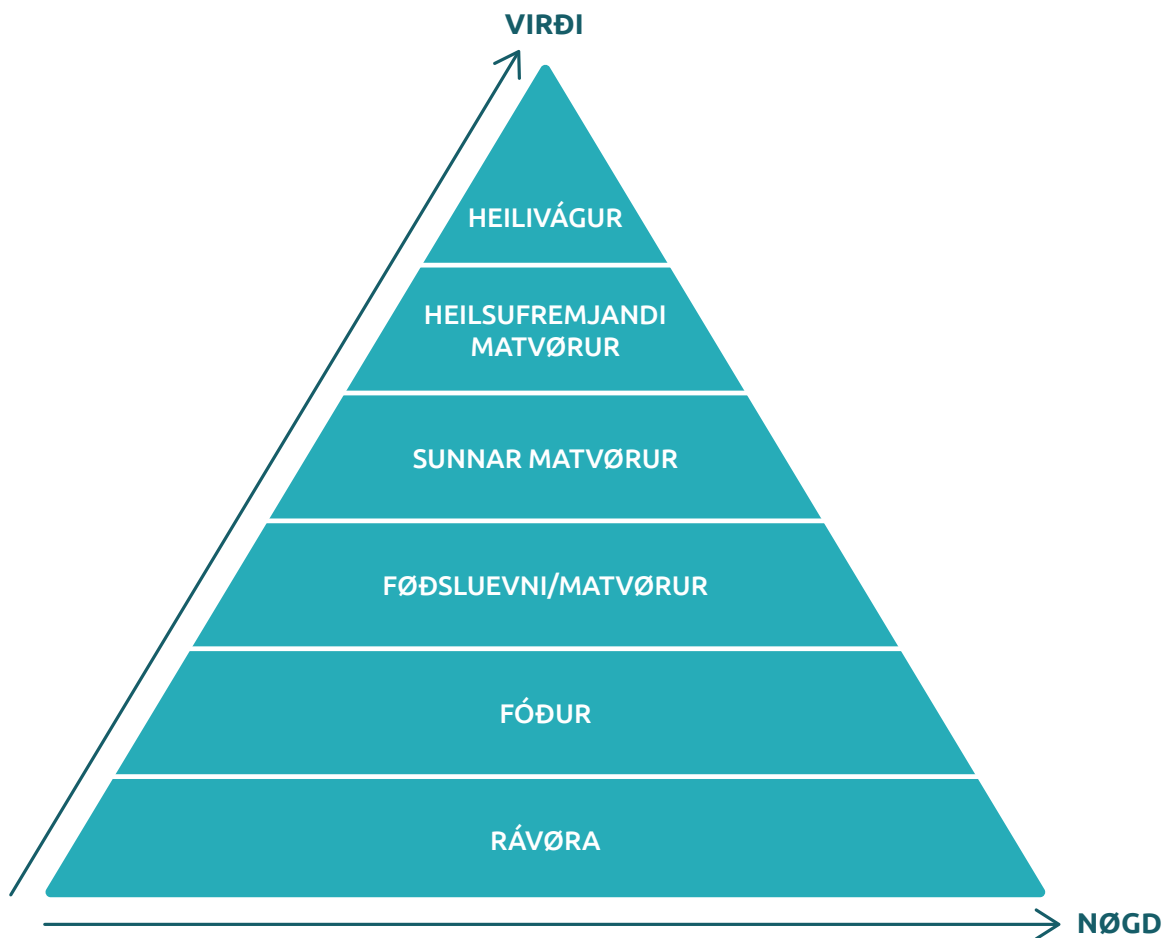 VIRÐI
HEILIVÁGUR
HEILSUFREMJANDI
MATVØRUR
SUNNAR MATVØRUR
FØÐSLUEVNI/MATVØRUR
FÓÐUR
RÁVØRA
NØGD